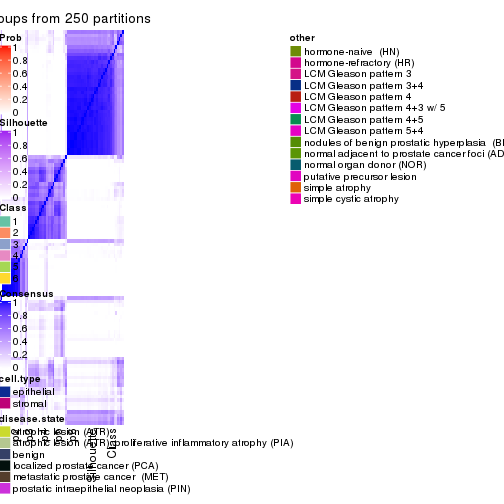 oups from 250 partitions
Prob
1
0.8
0.6
0.4
0.2
0
Silhouette
1
0.8
0.6
0.4
0.2
0
Class
1
2
3
4
5
6
Consensus
1
0.8
0.6
0.4
0.2
0
cell.type
epithelial
stromal
disease.state
atrophic lesion (ATR)
atrophic lesion (ATR) proliferative inflammatory atrophy (PIA)
benign
localized prostate cancer (PCA)
metastatic prostate cancer (MET)
prostatic intraepithelial neoplasia (PIN)
Silhouette
Class
other
hormone-naive (HN)
hormone-refractory (HR)
LCM Gleason pattern 3
LCM Gleason pattern 3+4
LCM Gleason pattern 4
LCM Gleason pattern 4+3 w/ 5
LCM Gleason pattern 4+5
LCM Gleason pattern 5+4
nodules of benign prostatic hyperplasia (BI
normal adjacent to prostate cancer foci (AD
normal organ donor (NOR)
putative precursor lesion
simple atrophy
simple cystic atrophy